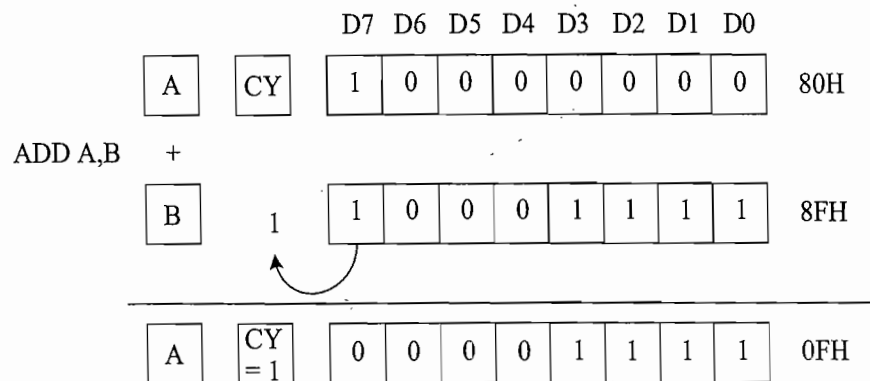 D7 D6 D5 D4 D3 D2 D1 D0
A CY 1 0 0 0 0 0 0 0 80H
ADD A,B +
B 1 1 0 0 0 1 1 1 1 8FH
A CY = 1 0 0 0 0 1 1 1 1 0FH